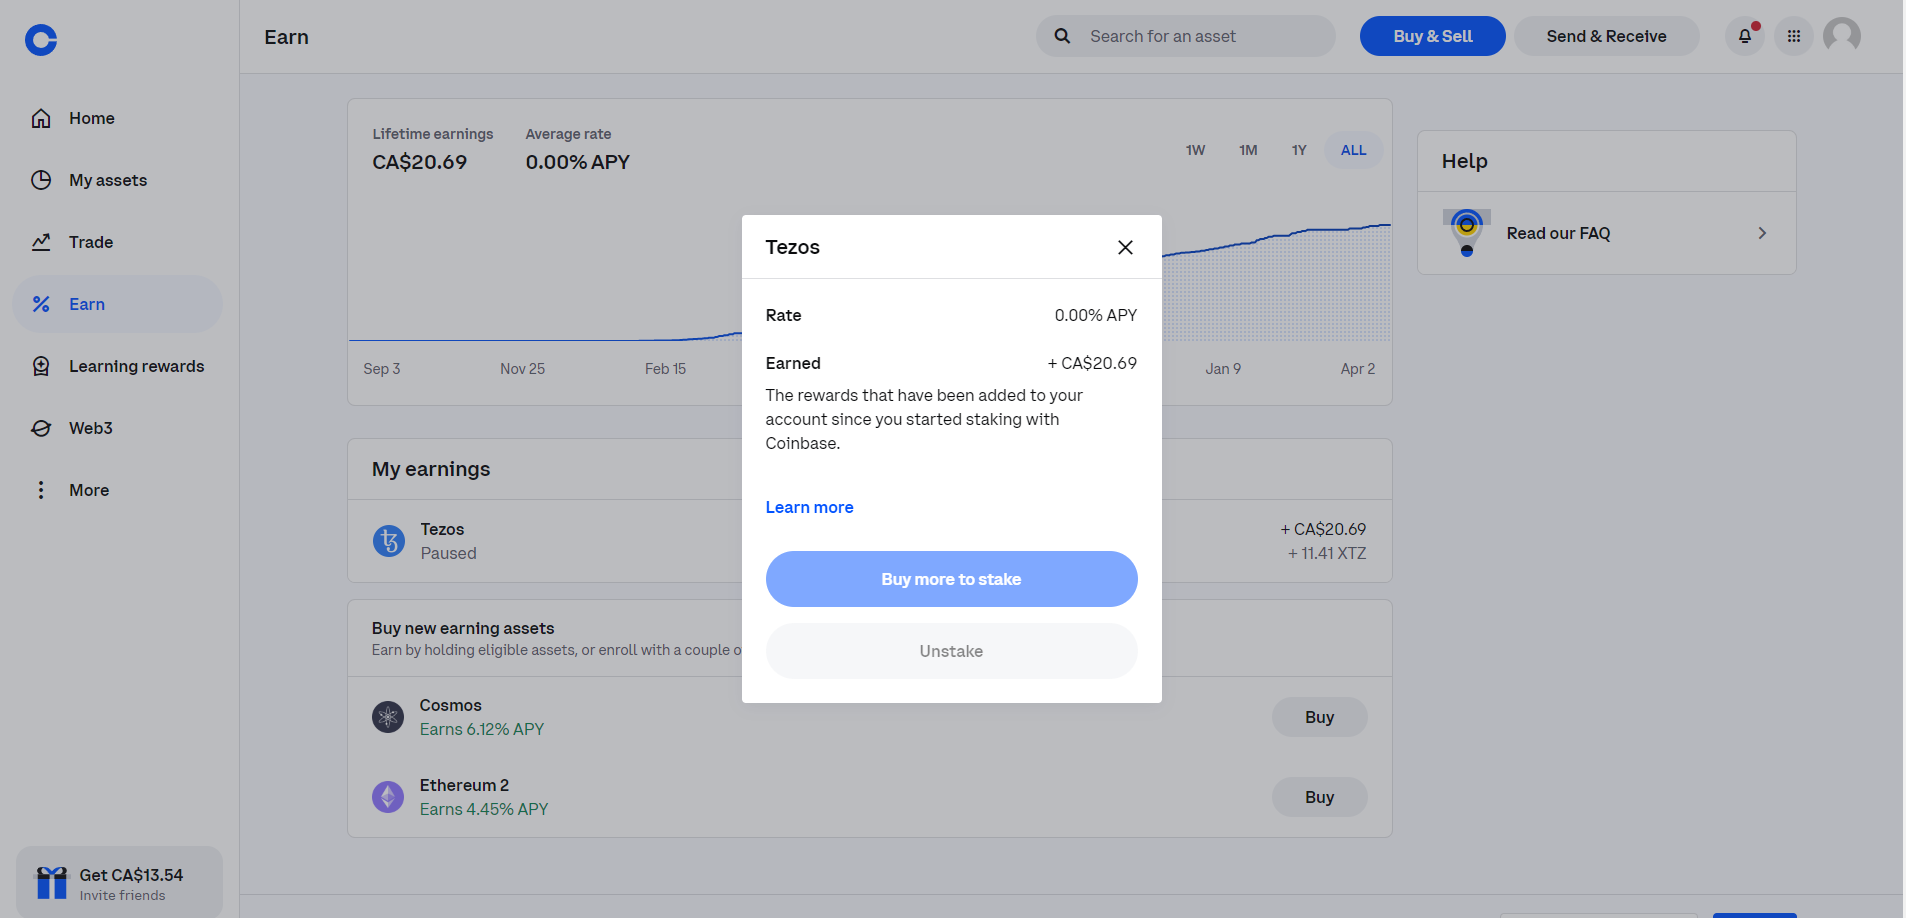 Earn
Search for an asset
Buy & Sell
Send & Receive
Home
My assets
Trade
Earn
Learning rewards
Web3
More
Get CA$13.54
Invite friends
Lifetime earnings
CA$20.69
Average rate
0.00% APY
1W 1M 1Y ALL
Sep 3 Nov 25 Feb 15 Jan 9 Apr 2
My earnings
Tezos
Paused
+ CA$20.69
+ 11.41 XTZ
Buy new earning assets
Earn by holding eligible assets, or enroll with a couple o
Cosmos
Earns 6.12% APY
Buy
Ethereum 2
Earns 4.45% APY
Buy
Help
Read our FAQ
Tezos
Rate 0.00% APY
Earned + CA$20.69
The rewards that have been added to your
account since you started staking with
Coinbase.
Learn more
Buy more to stake
Unstake